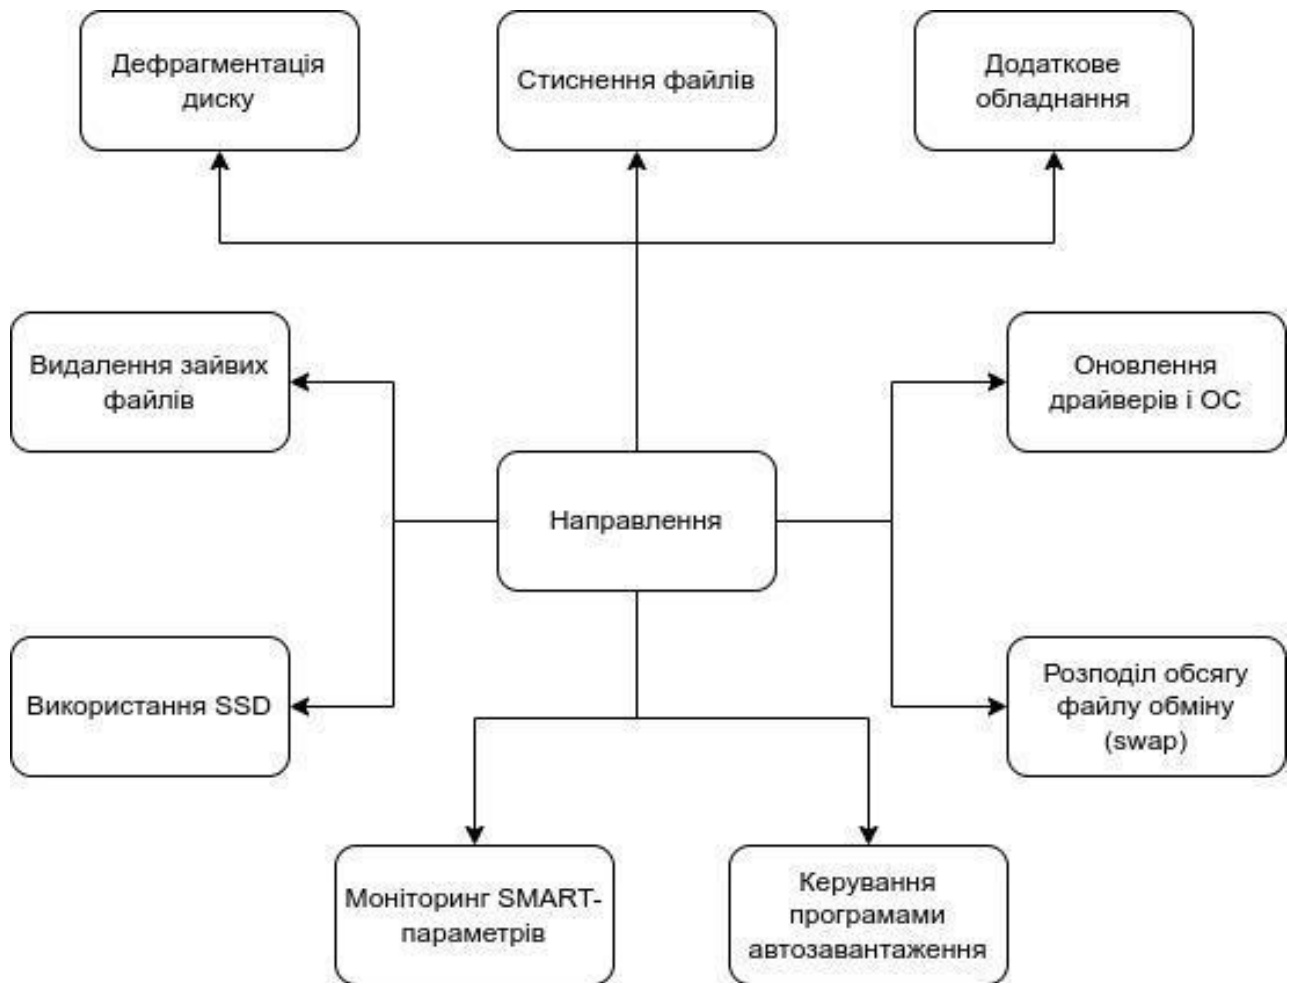 Дефрагментація
диску
Стиснення файлів
Додаткове
обладнання
Видалення зайвих
файлів
Оновлення
драйверів і ОС
Направлення
Використання SSD
Розподіл обсягу
файлу обміну
(swap)
Моніторинг SMART-
параметрів
Керування
програмами
автозавантаження